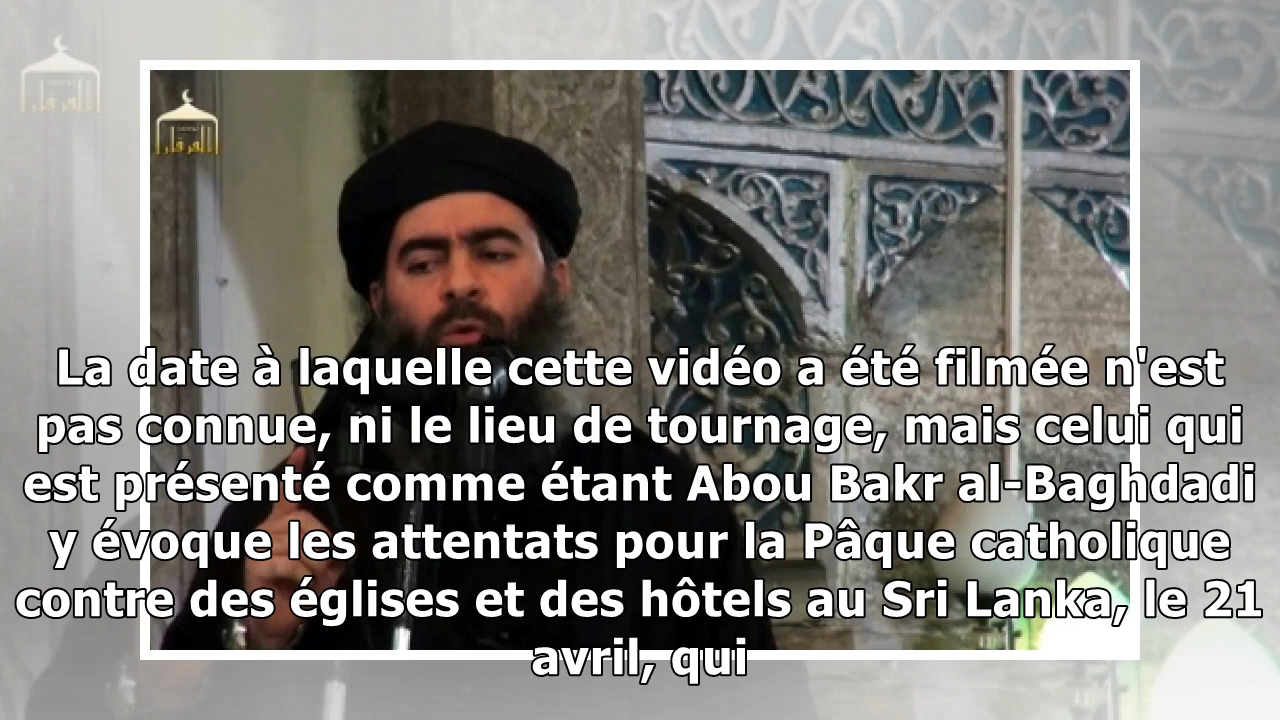 La date à laquelle cette vidéo a été filmée n'est
pas connue, ni le lieu de tournage, mais celui qui
est présenté comme étant Abou Bakr al-Baghdadi
y évoque les attentats pour la Pâque catholique
contre des églises et des hôtels au Sri Lanka, le 21
avril, qui